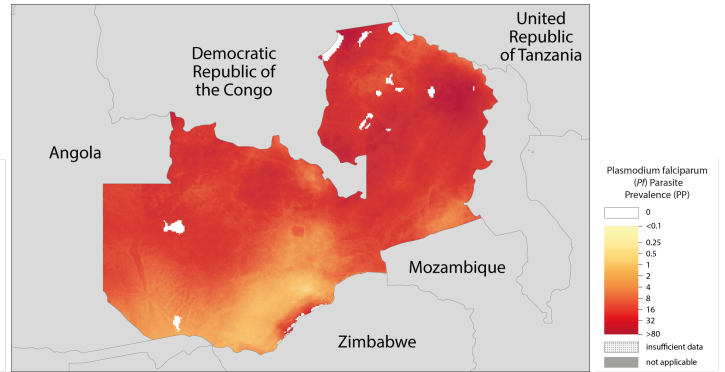 United
Republic
of Tanzania
Democratic
Republic of
the Congo
Angola
Mozambique
Zimbabwe
Plasmodium falciparum
(Pf) Parasite
Prevalence (PP)
0
<0.1
0.25
0.5
1
2
4
8
16
32
>80
insufficient data
not applicable